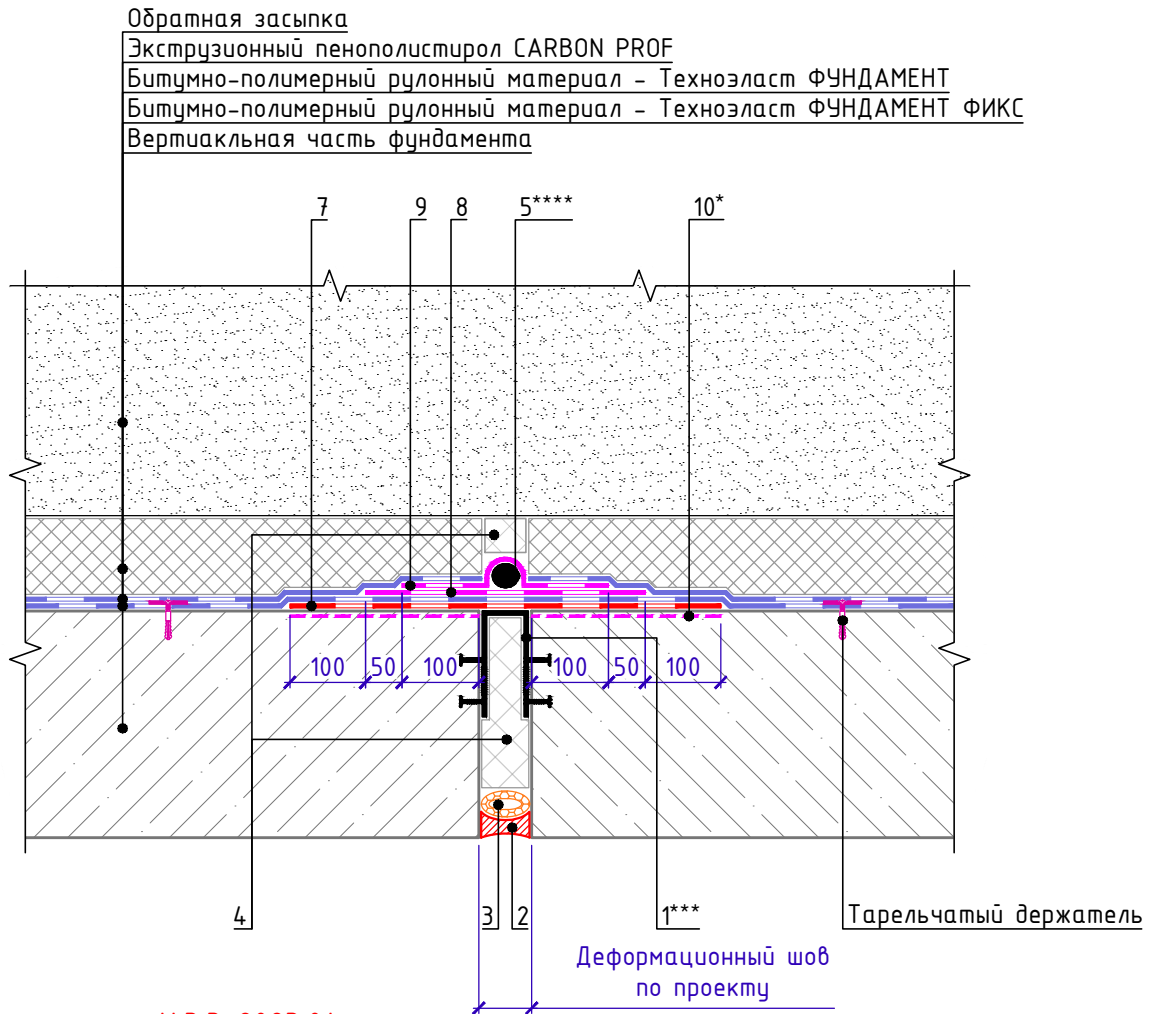 Обратная засыпка
Экструзионный пенополистирол CARBON PROF
Битумно-полимерный рулонный материал - Техноэласт ФУНДАМЕНТ
Битумно-полимерный рулонный материал - Техноэласт ФУНДАМЕНТ ФИКС
Вертиакльная часть фундамента
7 9 8 5**** 10*
100 50 100 100 50 100
4 3 2 1*** Тарельчатый держатель
Деформационный шов
по проекту